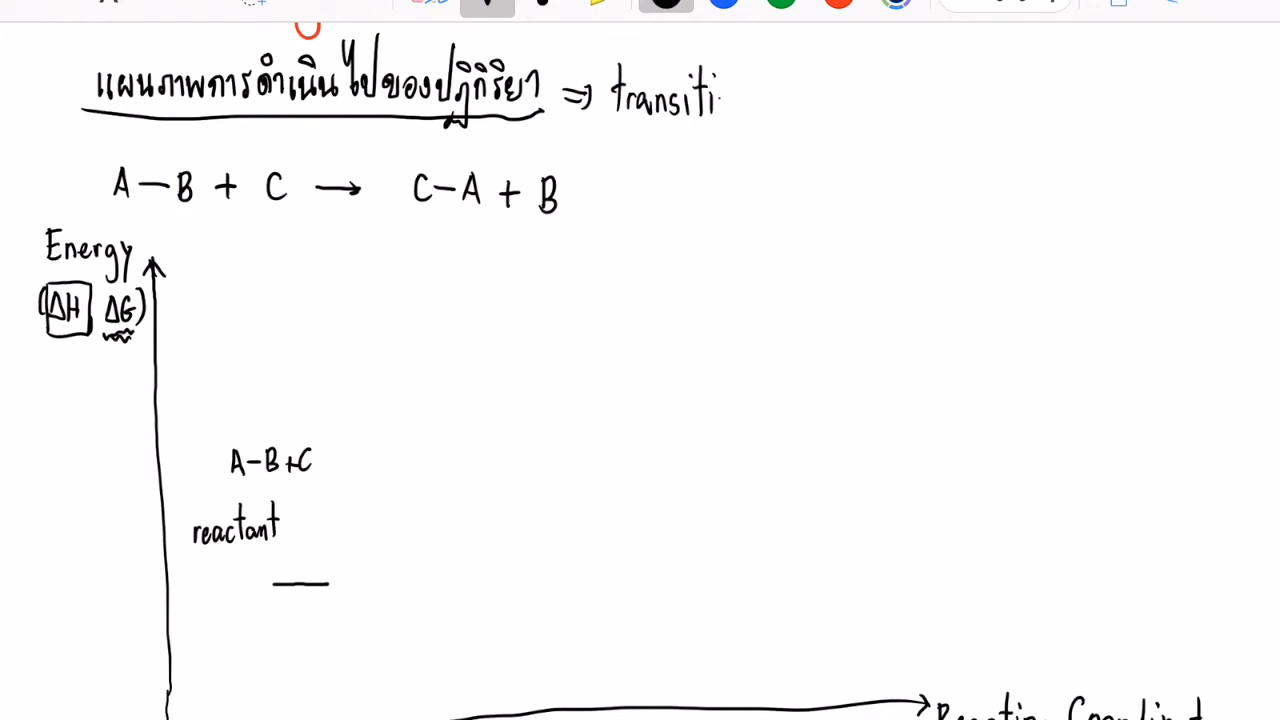 แผนภาพการดำเนินไปของปฏิกิริยา ⇒ transiti
A – B + C → C – A + B
Energy
(ΔH, ΔG)
A – B + C
reactant